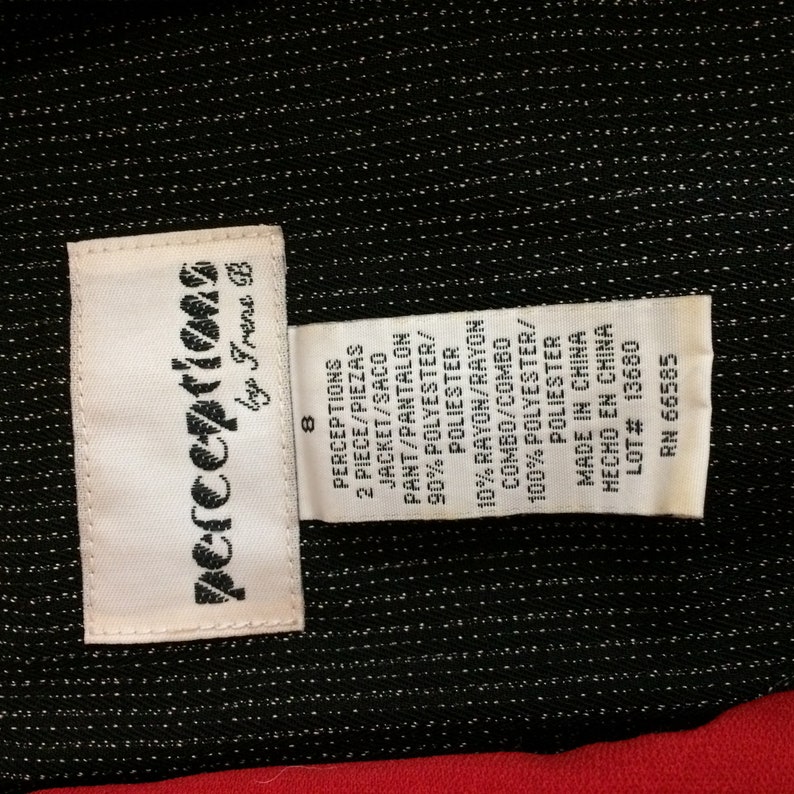 perceptions
by Irene B
8
PERCEPTIONS
2 PIECE/PIEZAS
JACKET/SACO
PANT/PANTALON
90% POLYESTER/
POLIESTER
10% RAYON/RAYON
COMBO/COMBO
100% POLYESTER/
POLIESTER
MADE IN CHINA
HECHO EN CHINA
LOT# 13680
RN 66585